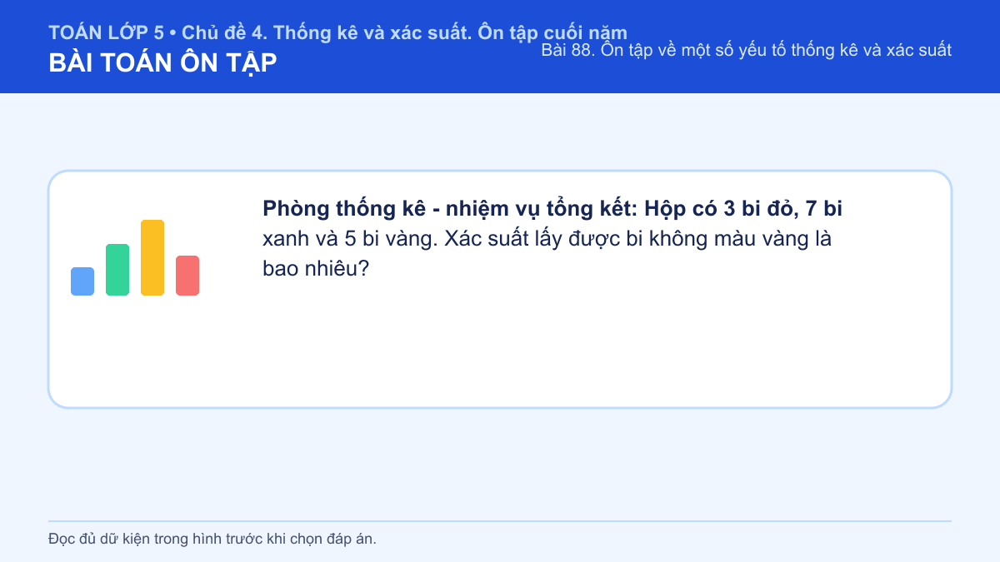 TOÁN LỚP 5 • Chủ đề 4. Thống kê và xác suất. Ôn tập cuối năm
Bài 88. Ôn tập về một số yếu tố thống kê và xác suất
BÀI TOÁN ÔN TẬP
Phòng thống kê - nhiệm vụ tổng kết: Hộp có 3 bi đỏ, 7 bi
xanh và 5 bi vàng. Xác suất lấy được bi không màu vàng là
bao nhiêu?
Đọc đủ dữ kiện trong hình trước khi chọn đáp án.